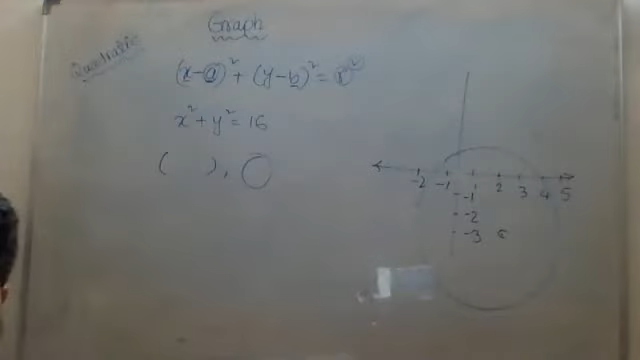 Graph
Quadratic
(x-a)² + (y-b)² = r²
x² + y² = 16
( ),
-2 -1 1 2 3 4 5
-1
-2
-3